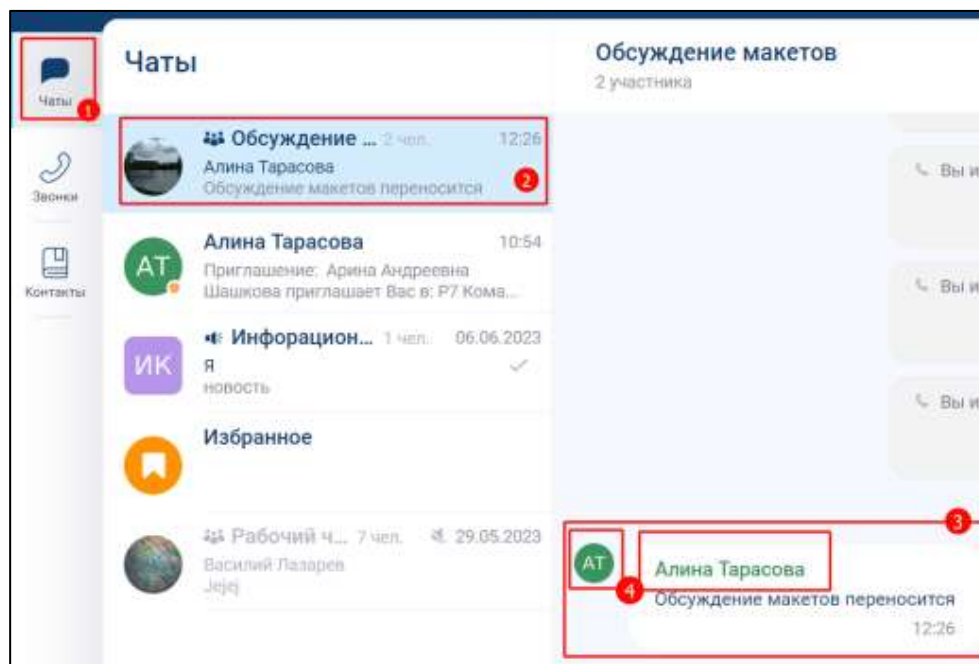 Чаты
1
Звонки
Контакты
Чаты
Обсуждение ... 2 чел. 12:26
Алина Тарасова
Обсуждение макетов переносится
2
АТ
Алина Тарасова 10:54
Приглашение: Арина Андреевна
Шашкова приглашает Вас в: Р7 Кома...
ИК
Инфорацион... 1 чел. 06.06.2023
Я
новость
Избранное
Рабочий ч... 7 чел. 29.05.2023
Василий Лазарев
Jejej
Обсуждение макетов
2 участника
Вы и
Вы и
Вы и
3
АТ
4
Алина Тарасова
Обсуждение макетов переносится
12:26